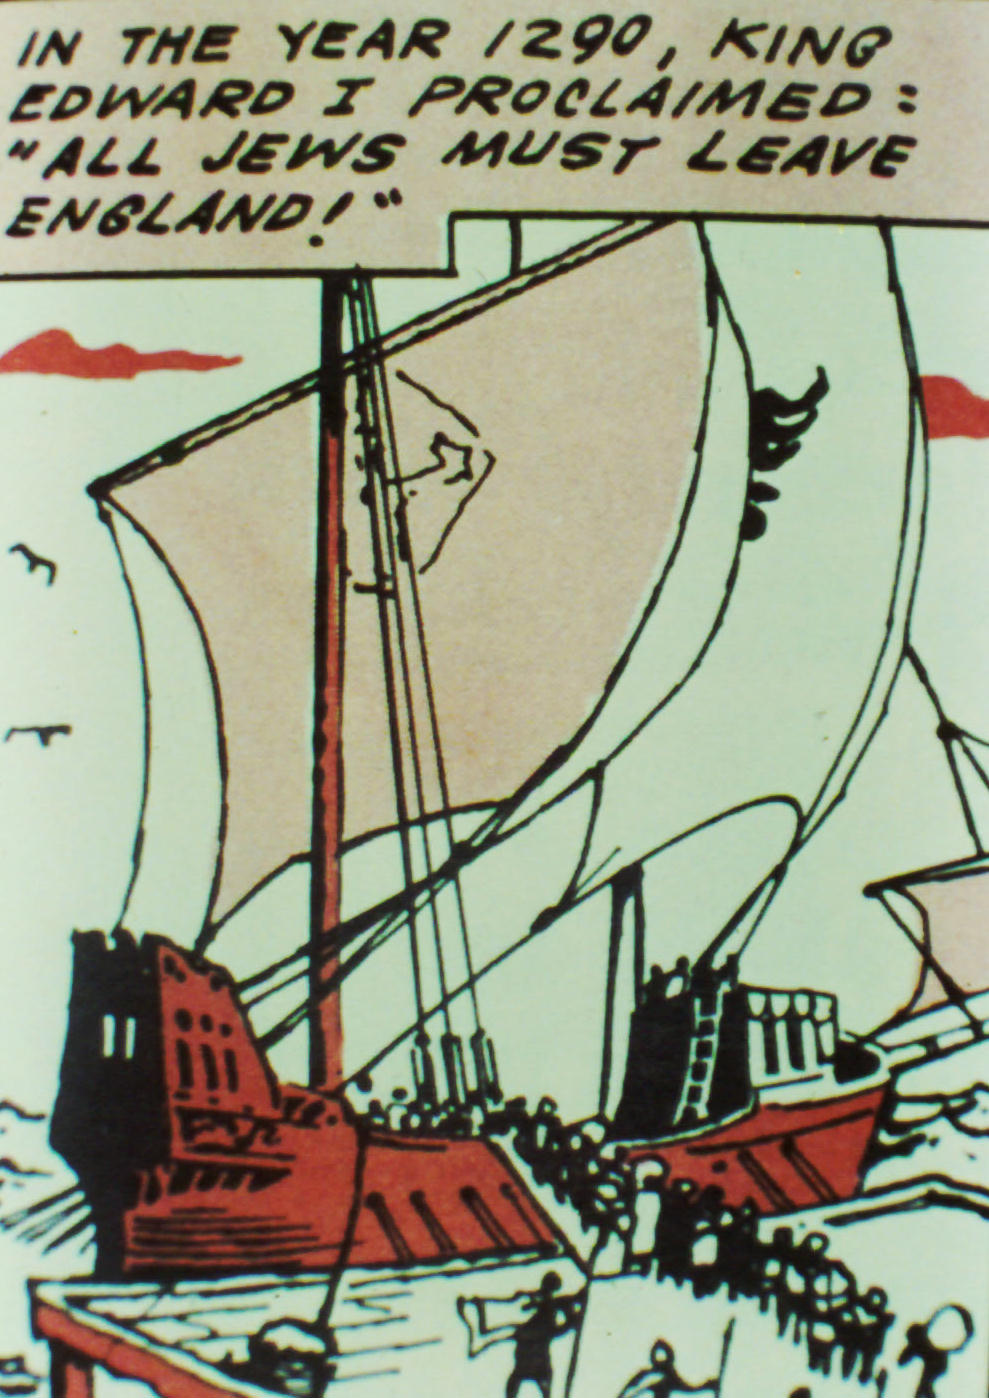 IN THE YEAR 1290, KING
EDWARD I PROCLAIMED:
"ALL JEWS MUST LEAVE
ENGLAND!"